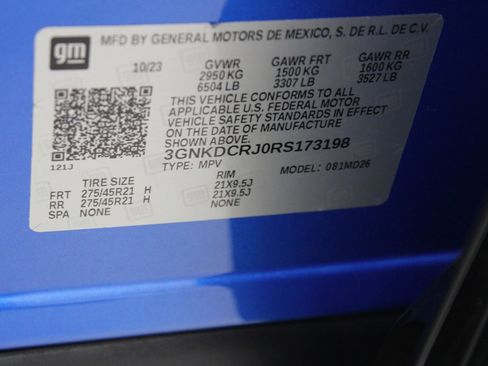 gm
MFD BY GENERAL MOTORS DE MEXICO, S. DE R.L. DE C.V.
10/23 GVWR GAWR FRT GAWR RR
2950 KG 1500 KG 1600 KG
6504 LB 3307 LB 3527 LB
THIS VEHICLE CONFORMS TO ALL
APPLICABLE U.S. FEDERAL MOTOR
VEHICLE SAFETY STANDARDS IN EFFECT
ON THE DATE OF MANUFACTURE
3GNKDCRJ0RS173198
121J TYPE: MPV MODEL: 081MD26
TIRE SIZE RIM
FRT 275/45R21 H 21X9.5J
RR 275/45R21 H 21X9.5J
SPA NONE NONE